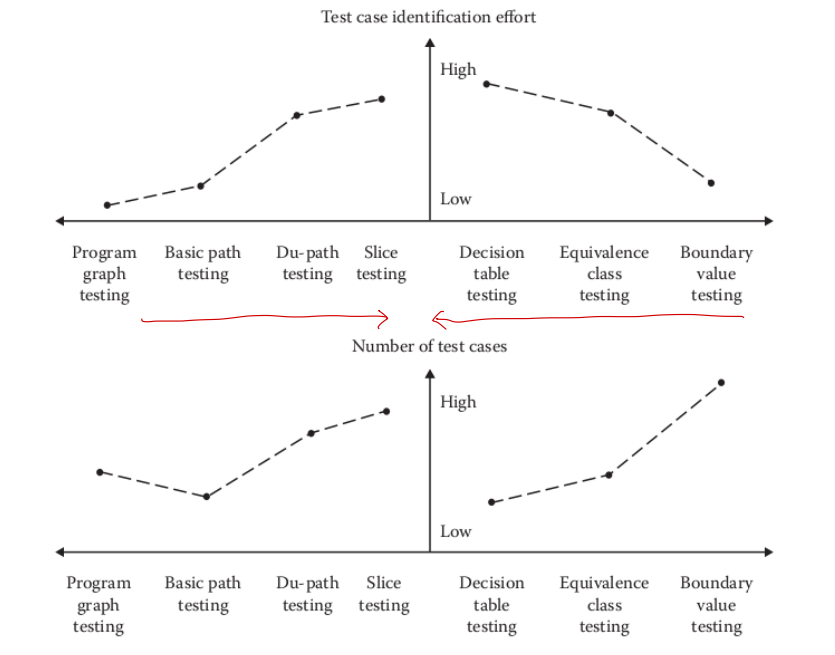 Test case identification effort
High
Low
Program Basic path Du-path Slice Decision Equivalence Boundary
graph testing testing testing table class value
testing testing testing testing
Number of test cases
High
Low
Program Basic path Du-path Slice Decision Equivalence Boundary
graph testing testing testing table class value
testing testing testing testing